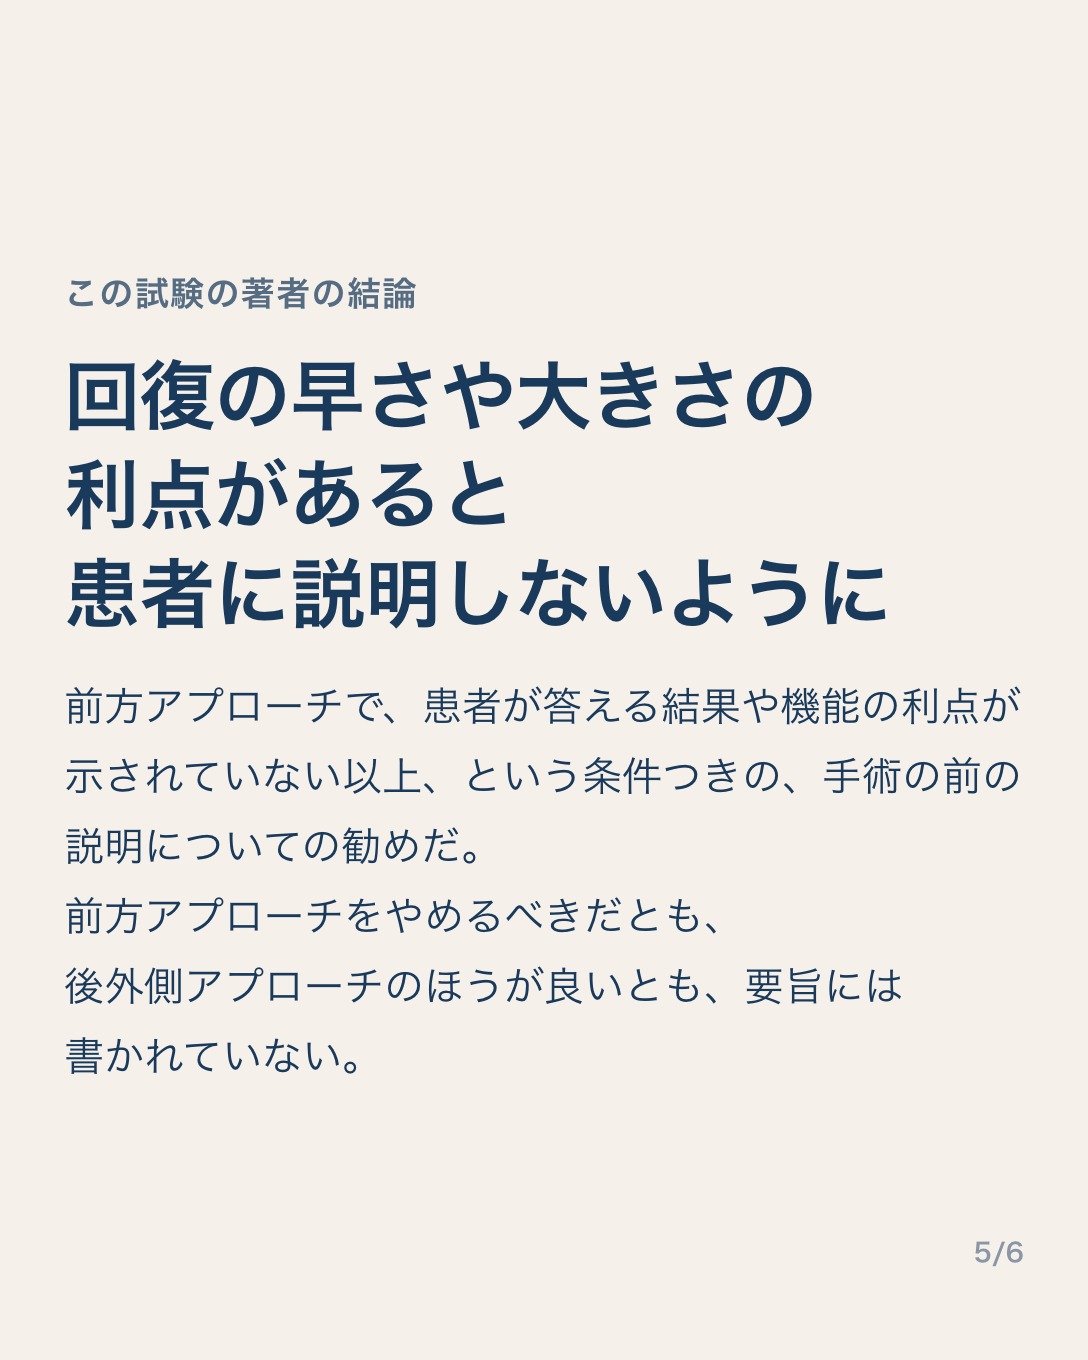 この試験の著者の結論
回復の早さや大きさの
利点があると
患者に説明しないように
前方アプローチで、患者が答える結果や機能の利点が
示されていない以上、という条件つきの、手術の前の
説明についての勧めだ。
前方アプローチをやめるべきだとも、
後外側アプローチのほうが良いとも、要旨には
書かれていない。
5/6